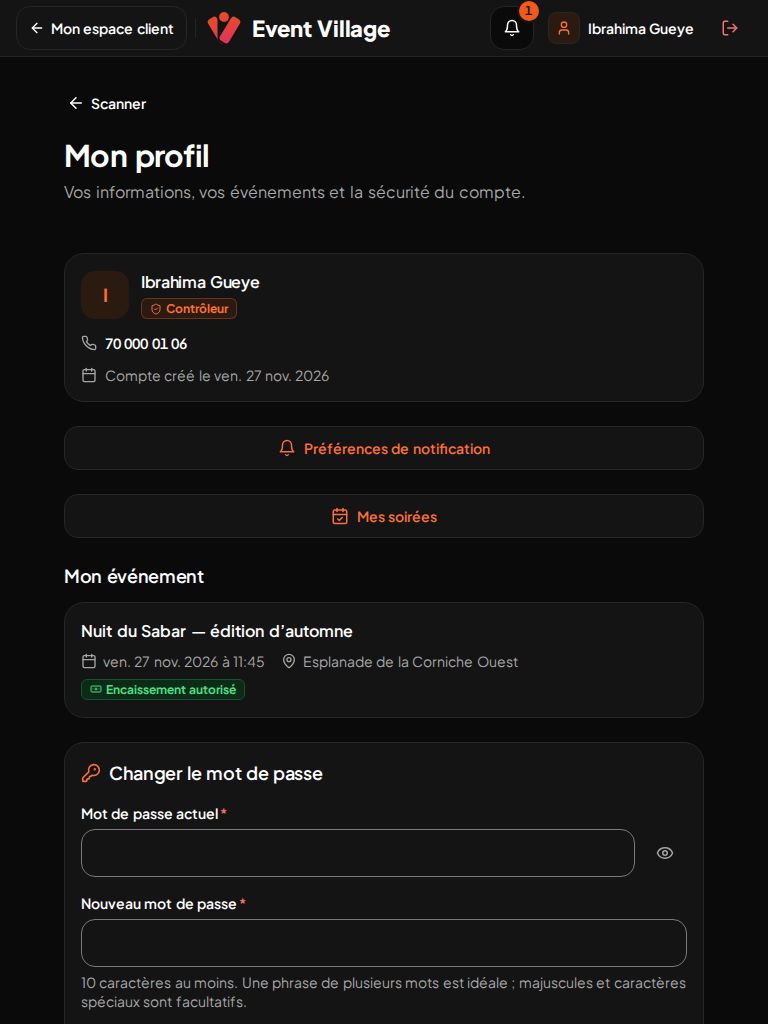 Mon espace client
Event Village
1
Ibrahima Gueye
Scanner
Mon profil
Vos informations, vos événements et la sécurité du compte.
I
Ibrahima Gueye
Contrôleur
70 000 01 06
Compte créé le ven. 27 nov. 2026
Préférences de notification
Mes soirées
Mon événement
Nuit du Sabar — édition d’automne
ven. 27 nov. 2026 à 11:45 Esplanade de la Corniche Ouest
Encaissement autorisé
Changer le mot de passe
Mot de passe actuel *
Nouveau mot de passe *
10 caractères au moins. Une phrase de plusieurs mots est idéale ; majuscules et caractères
spéciaux sont facultatifs.